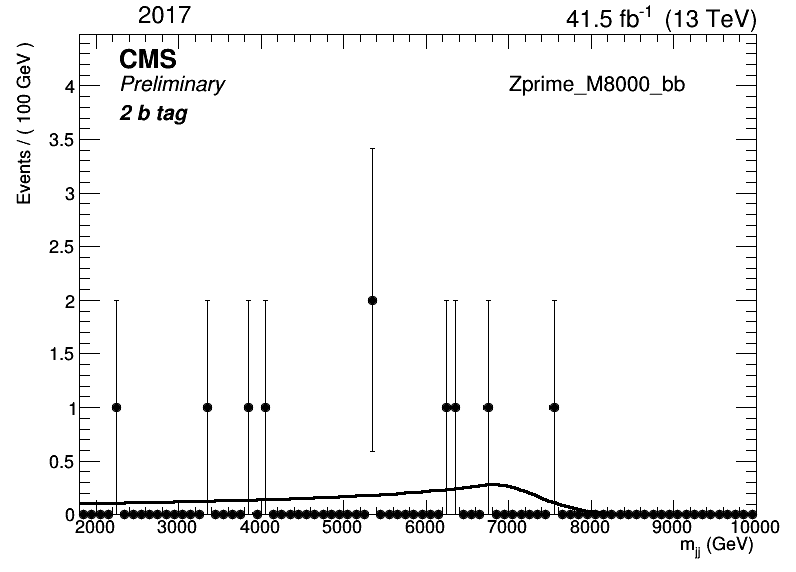 2017 41.5 fb-1 (13 TeV)
CMS
Preliminary
2 b tag
Zprime_M8000_bb
Events / ( 100 GeV )
4
3.5
3
2.5
2
1.5
1
0.5
0
2000 3000 4000 5000 6000 7000 8000 9000 10000
mjj (GeV)